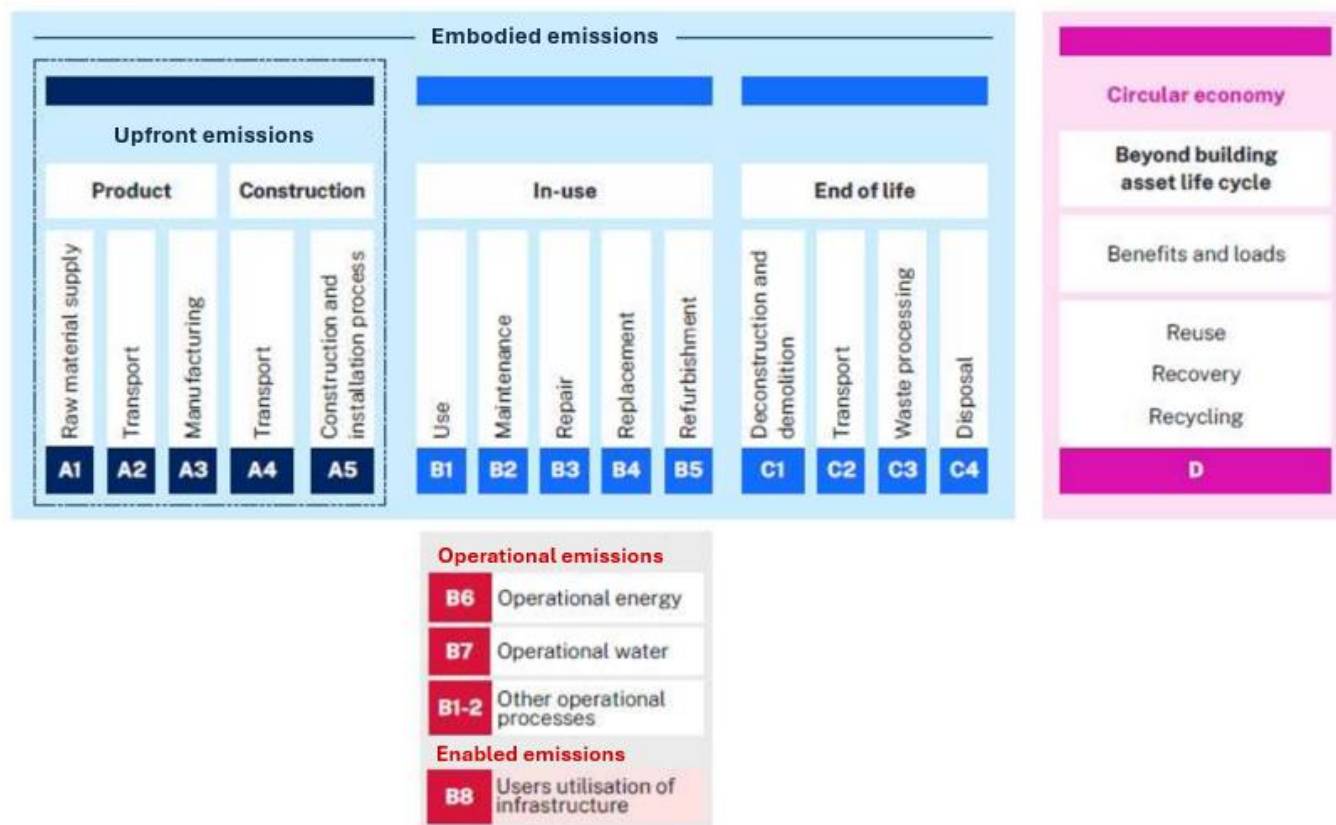 Embodied emissions
Upfront emissions
Product
Construction
In-use
End of life
Raw material supply
Transport
Manufacturing
Transport
Construction and
installation process
Use
Maintenance
Repair
Replacement
Refurbishment
Deconstruction and
demolition
Transport
Waste processing
Disposal
A1
A2
A3
A4
A5
B1
B2
B3
B4
B5
C1
C2
C3
C4
Circular economy
Beyond building
asset life cycle
Benefits and loads
Reuse
Recovery
Recycling
D
Operational emissions
B6 Operational energy
B7 Operational water
B1-2 Other operational
processes
Enabled emissions
B8 Users utilisation of
infrastructure